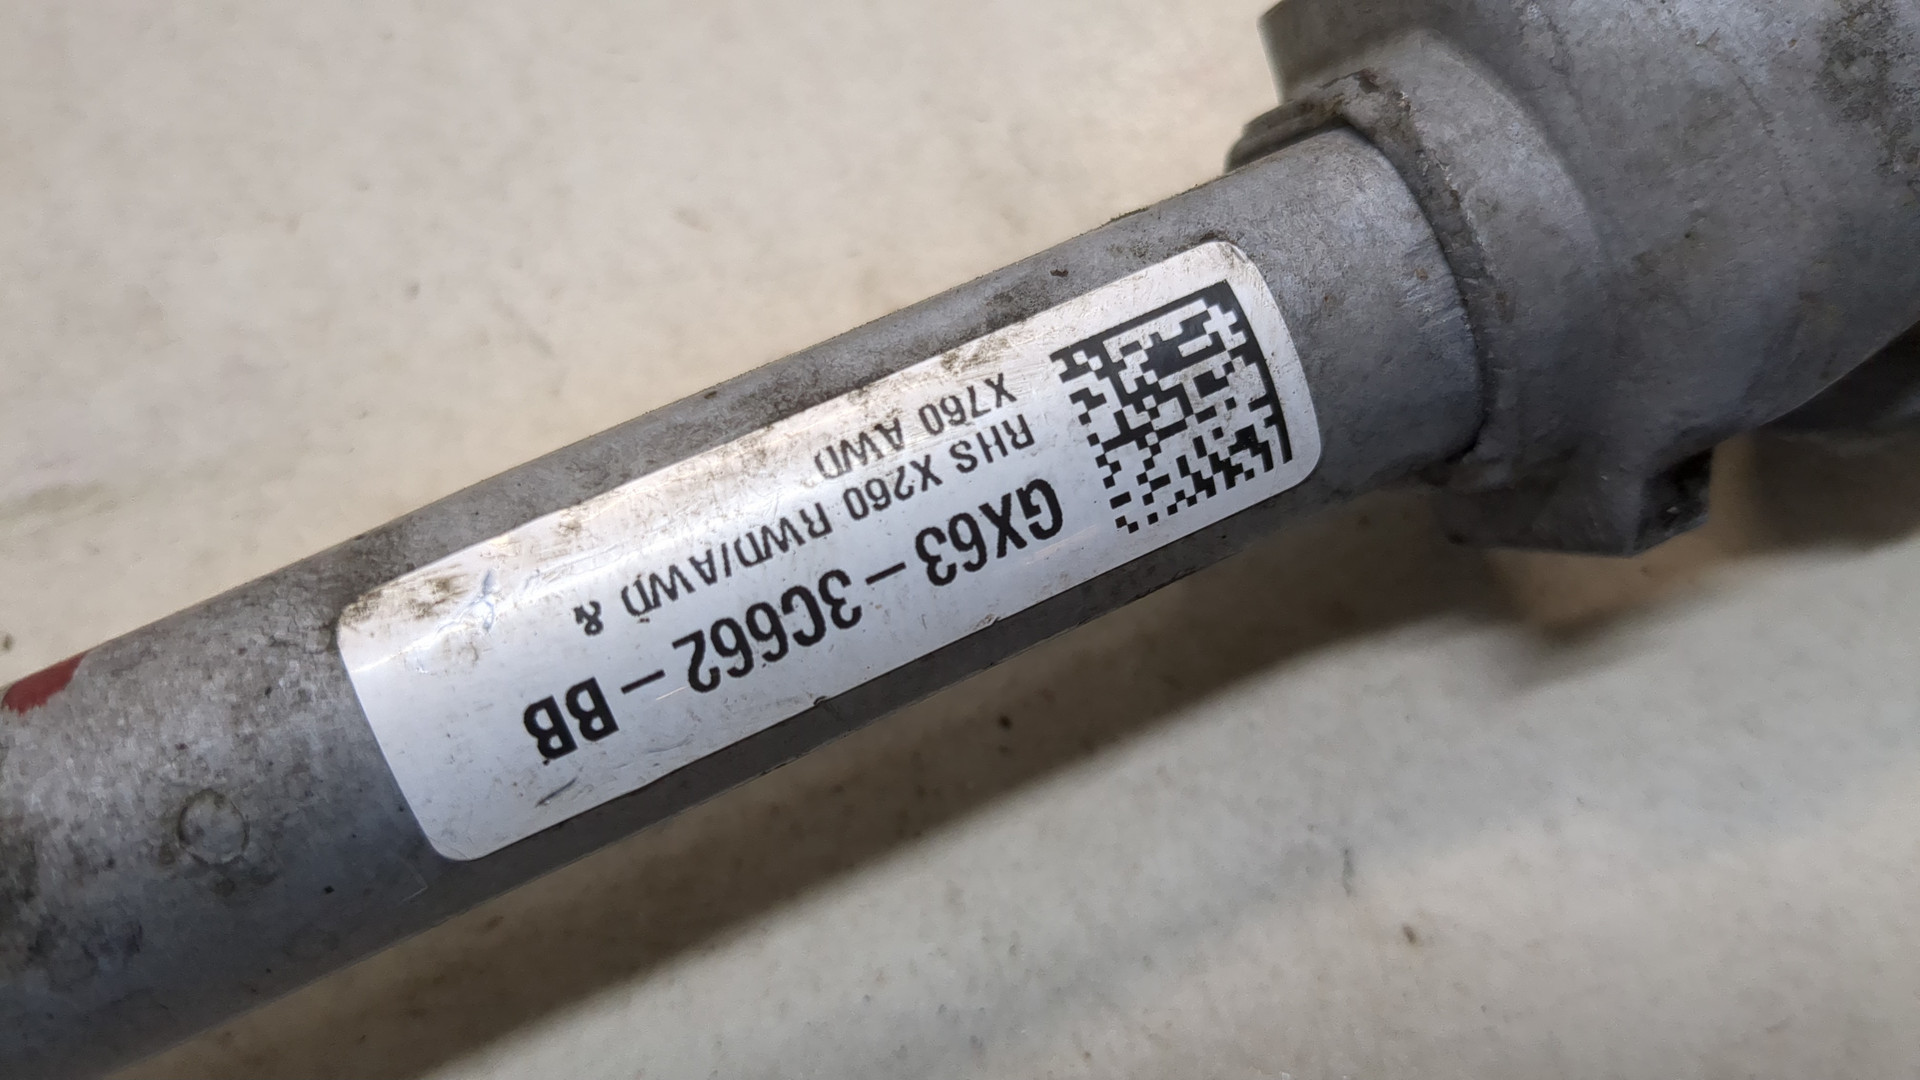 GX63-3C662-BB
RHS X260 RWD/AWD &
X760 AWD